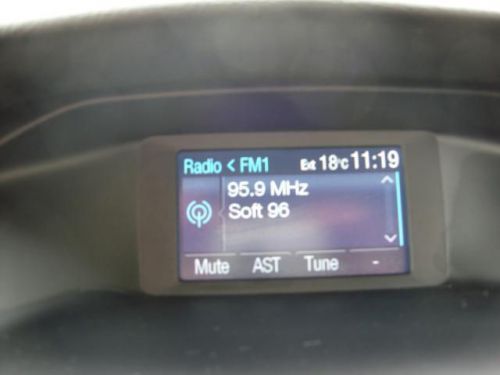 Radio < FM1 Ext 18°c 11:19
95.9 MHz
Soft 96
Mute AST Tune -